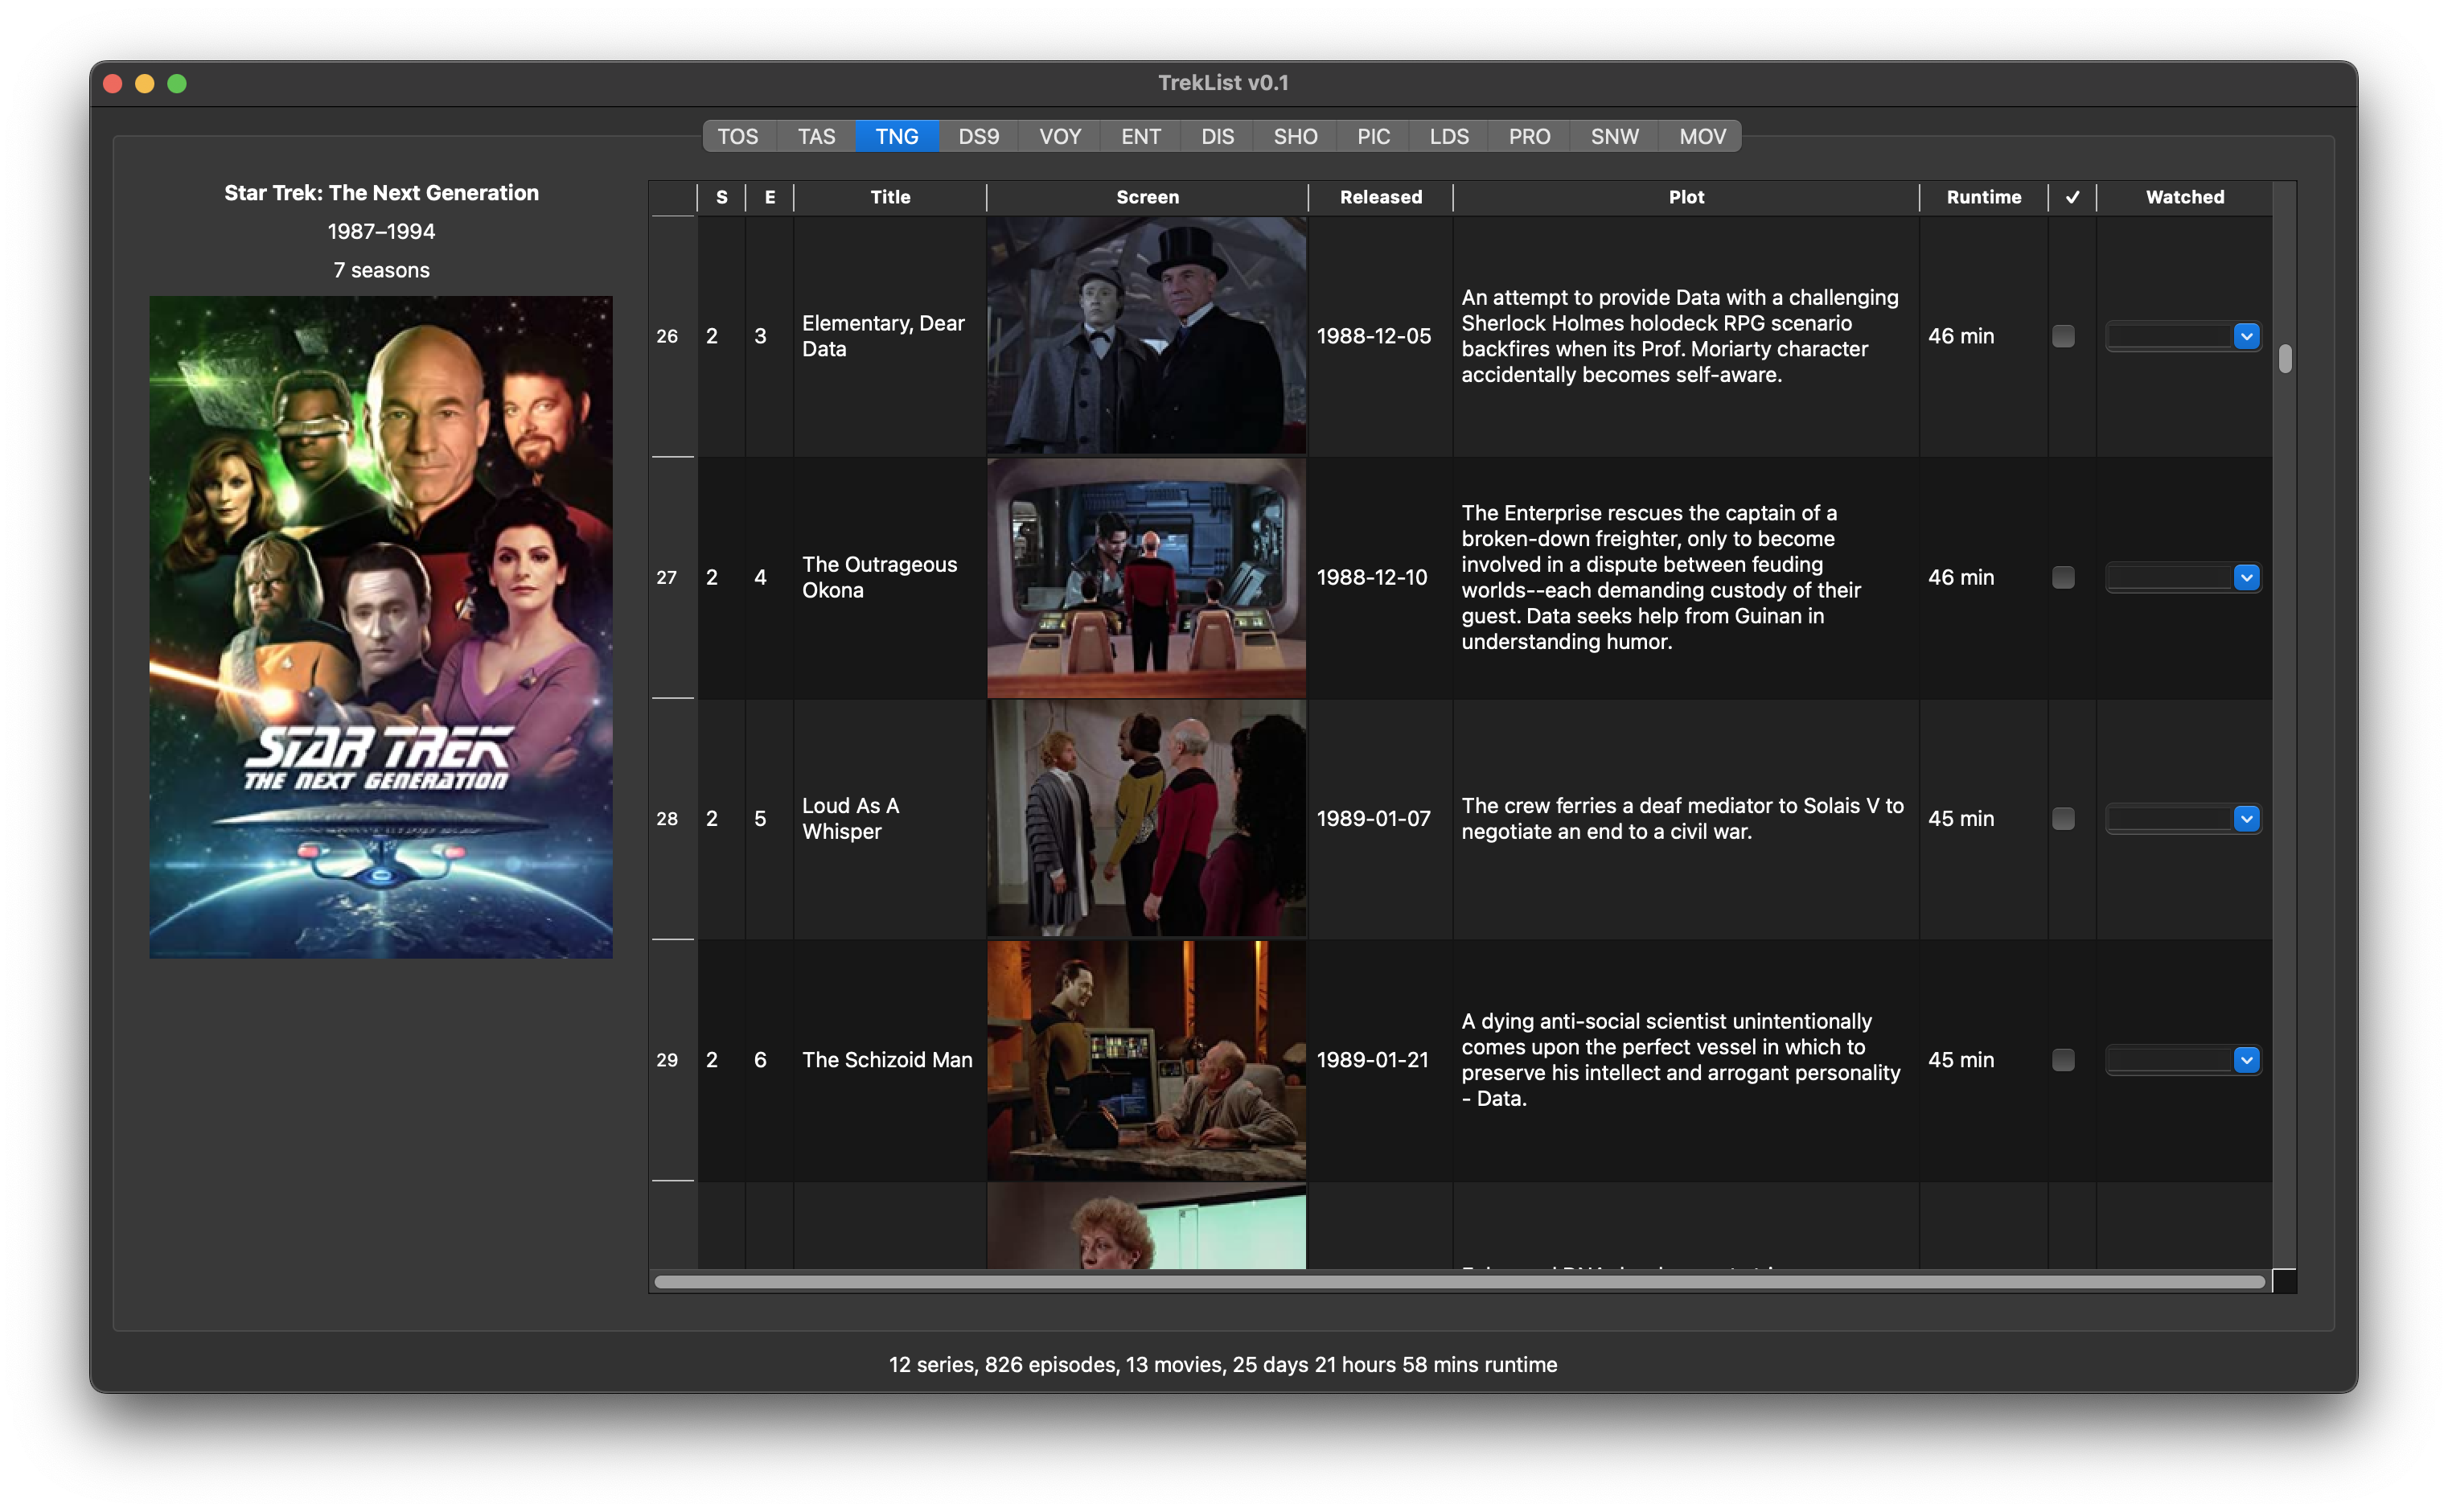 TrekList v0.1
TOS TAS TNG DS9 VOY ENT DIS SHO PIC LDS PRO SNW MOV
Star Trek: The Next Generation
1987–1994
7 seasons
STAR TREK
THE NEXT GENERATION
S E Title Screen Released Plot Runtime ✓ Watched
26 2 3
Elementary, Dear
Data
1988-12-05
An attempt to provide Data with a challenging
Sherlock Holmes holodeck RPG scenario
backfires when its Prof. Moriarty character
accidentally becomes self-aware.
46 min
27 2 4
The Outrageous
Okona
1988-12-10
The Enterprise rescues the captain of a
broken-down freighter, only to become
involved in a dispute between feuding
worlds--each demanding custody of their
guest. Data seeks help from Guinan in
understanding humor.
46 min
28 2 5
Loud As A
Whisper
1989-01-07
The crew ferries a deaf mediator to Solais V to
negotiate an end to a civil war.
45 min
29 2 6
The Schizoid Man
1989-01-21
A dying anti-social scientist unintentionally
comes upon the perfect vessel in which to
preserve his intellect and arrogant personality
- Data.
45 min
12 series, 826 episodes, 13 movies, 25 days 21 hours 58 mins runtime